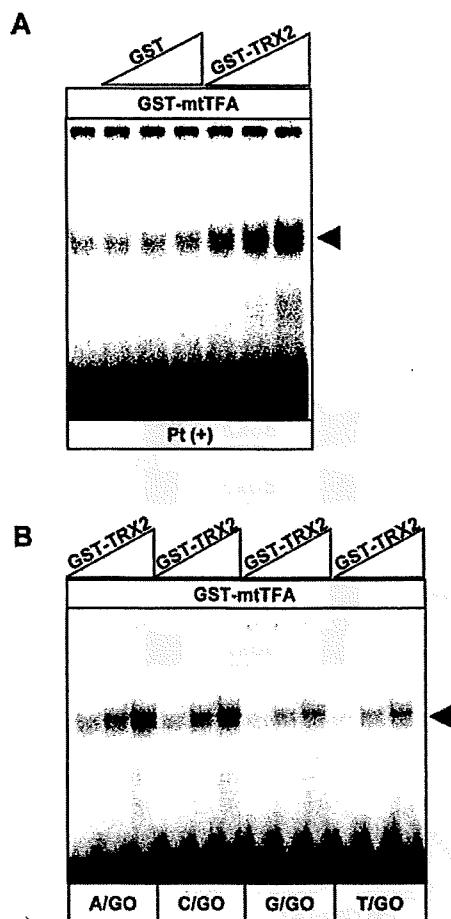 A
GST GST-TRX2
GST-mtTFA
Pt (+)
B
GST-TRX2 GST-TRX2 GST-TRX2 GST-TRX2
GST-mtTFA
A/GO C/GO G/GO T/GO